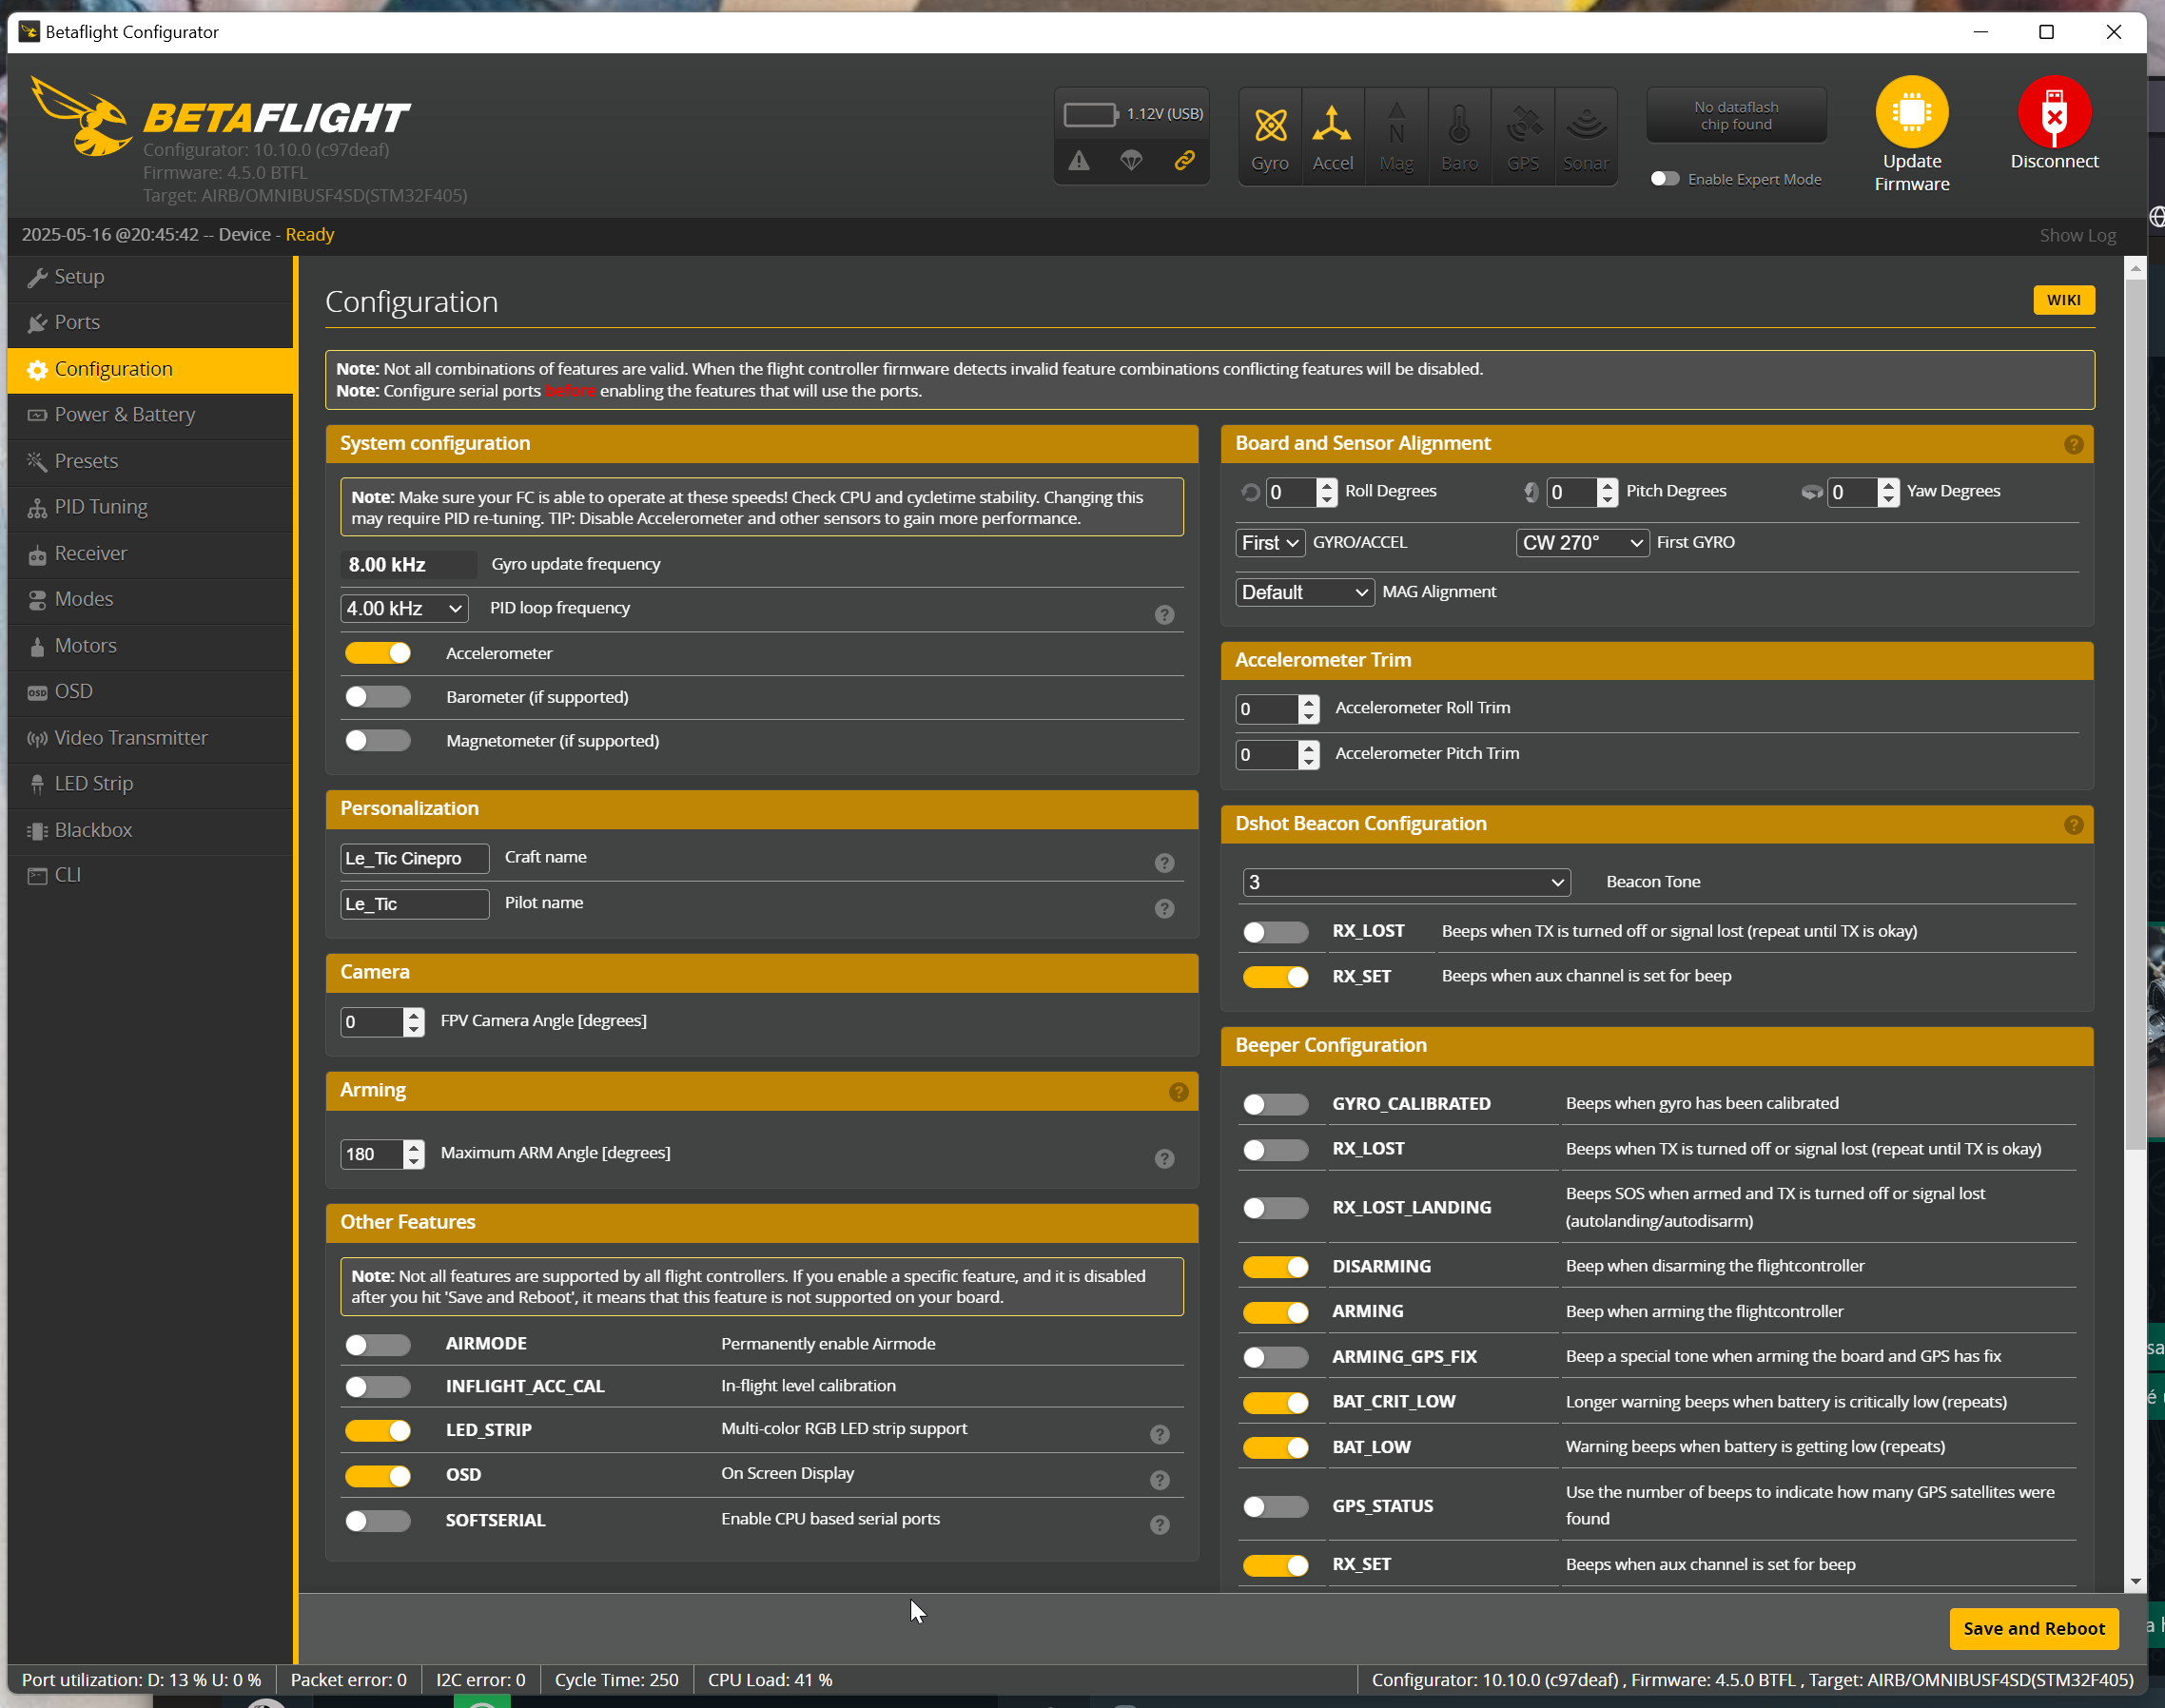 Betaflight Configurator
BETAFLIGHT
Configurator: 10.10.0 (c97deaf)
Firmware: 4.5.0 BTFL
Target: AIRB/OMNIBUSF4SD(STM32F405)
1.12V (USB)
Gyro
Accel
N
Mag
Baro
GPS
Sonar
No dataflash
chip found
Enable Expert Mode
Update
Firmware
Disconnect
2025-05-16 @20:45:42 -- Device - Ready
Show Log
Setup
Ports
Configuration
Power & Battery
Presets
PID Tuning
Receiver
Modes
Motors
OSD OSD
Video Transmitter
LED Strip
Blackbox
CLI
Configuration
WIKI
Note: Not all combinations of features are valid. When the flight controller firmware detects invalid feature combinations conflicting features will be disabled.
Note: Configure serial ports before enabling the features that will use the ports.
System configuration
Note: Make sure your FC is able to operate at these speeds! Check CPU and cycletime stability. Changing this
may require PID re-tuning. TIP: Disable Accelerometer and other sensors to gain more performance.
8.00 kHz Gyro update frequency
4.00 kHz PID loop frequency ?
Accelerometer
Barometer (if supported)
Magnetometer (if supported)
Personalization
Le_Tic Cinepro Craft name ?
Le_Tic Pilot name ?
Camera
0 FPV Camera Angle [degrees]
Arming ?
180 Maximum ARM Angle [degrees] ?
Other Features
Note: Not all features are supported by all flight controllers. If you enable a specific feature, and it is disabled
after you hit 'Save and Reboot', it means that this feature is not supported on your board.
AIRMODE Permanently enable Airmode
INFLIGHT_ACC_CAL In-flight level calibration
LED_STRIP Multi-color RGB LED strip support ?
OSD On Screen Display ?
SOFTSERIAL Enable CPU based serial ports ?
Board and Sensor Alignment ?
0 Roll Degrees 0 Pitch Degrees 0 Yaw Degrees
First GYRO/ACCEL CW 270° First GYRO
Default MAG Alignment
Accelerometer Trim
0 Accelerometer Roll Trim
0 Accelerometer Pitch Trim
Dshot Beacon Configuration ?
3 Beacon Tone
RX_LOST Beeps when TX is turned off or signal lost (repeat until TX is okay)
RX_SET Beeps when aux channel is set for beep
Beeper Configuration
GYRO_CALIBRATED Beeps when gyro has been calibrated
RX_LOST Beeps when TX is turned off or signal lost (repeat until TX is okay)
RX_LOST_LANDING Beeps SOS when armed and TX is turned off or signal lost
(autolanding/autodisarm)
DISARMING Beep when disarming the flightcontroller
ARMING Beep when arming the flightcontroller
ARMING_GPS_FIX Beep a special tone when arming the board and GPS has fix
BAT_CRIT_LOW Longer warning beeps when battery is critically low (repeats)
BAT_LOW Warning beeps when battery is getting low (repeats)
GPS_STATUS Use the number of beeps to indicate how many GPS satellites were
found
RX_SET Beeps when aux channel is set for beep
Save and Reboot
Port utilization: D: 13 % U: 0 % Packet error: 0 I2C error: 0 Cycle Time: 250 CPU Load: 41 %
Configurator: 10.10.0 (c97deaf) , Firmware: 4.5.0 BTFL , Target: AIRB/OMNIBUSF4SD(STM32F405)